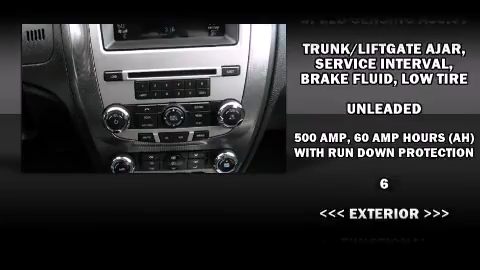 TRUNK/LIFTGATE AJAR,
SERVICE INTERVAL,
BRAKE FLUID, LOW TIRE
UNLEADED
500 AMP, 60 AMP HOURS (AH)
WITH RUN DOWN PROTECTION
6
<<< EXTERIOR >>>